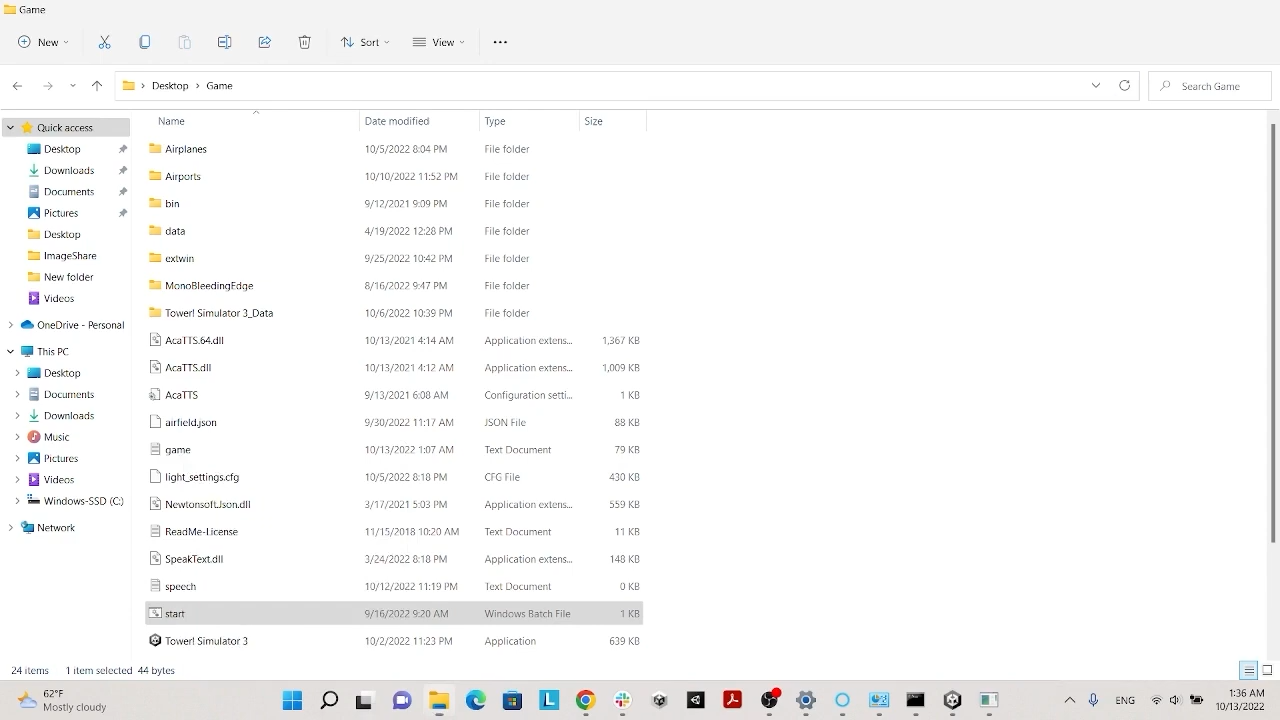 Game
New
Sort
View
Desktop > Game
Search Game
Name Date modified Type Size
Quick access
Desktop
Downloads
Documents
Pictures
Desktop
ImageShare
New folder
Videos
OneDrive - Personal
This PC
Desktop
Documents
Downloads
Music
Pictures
Videos
Windows-SSD (C:)
Network
Airplanes 10/5/2022 8:04 PM File folder
Airports 10/10/2022 11:52 PM File folder
bin 9/12/2021 9:09 PM File folder
data 4/19/2022 12:28 PM File folder
extwin 9/25/2022 10:42 PM File folder
MonoBleedingEdge 8/16/2022 9:47 PM File folder
Tower! Simulator 3_Data 10/6/2022 10:39 PM File folder
AcaTTS.64.dll 10/13/2021 4:14 AM Application extens... 1,367 KB
AcaTTS.dll 10/13/2021 4:12 AM Application extens... 1,009 KB
AcaTTS 9/13/2021 6:08 AM Configuration setti... 1 KB
airfield.json 9/30/2022 11:17 AM JSON File 88 KB
game 10/13/2022 1:07 AM Text Document 79 KB
light_settings.cfg 10/5/2022 8:18 PM CFG File 430 KB
Newtonsoft.Json.dll 3/17/2021 5:03 PM Application extens... 559 KB
ReadMe-License 11/15/2018 10:20 AM Text Document 11 KB
SpeakText.dll 3/24/2022 8:18 PM Application extens... 148 KB
speech 10/12/2022 11:19 PM Text Document 0 KB
start 9/16/2022 9:20 AM Windows Batch File 1 KB
Tower! Simulator 3 10/2/2022 11:23 PM Application 639 KB
24 items 1 item selected 44 bytes
62°F
Mostly cloudy
L
ENG
1:36 AM
10/13/2022